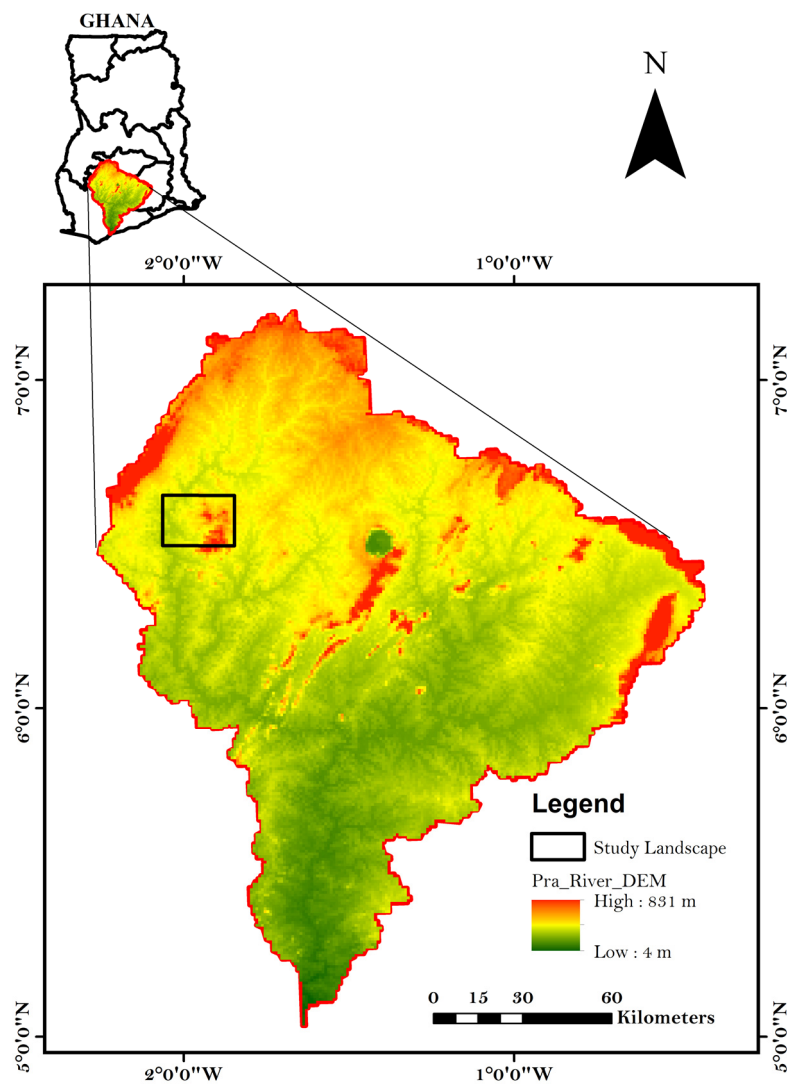 GHANA
N
2°0'0"W 1°0'0"W
7°0'0"N 7°0'0"N
6°0'0"N 6°0'0"N
Legend
Study Landscape
Pra_River_DEM
High : 831 m
Low : 4 m
0 15 30 60
Kilometers
5°0'0"N 5°0'0"N
2°0'0"W 1°0'0"W